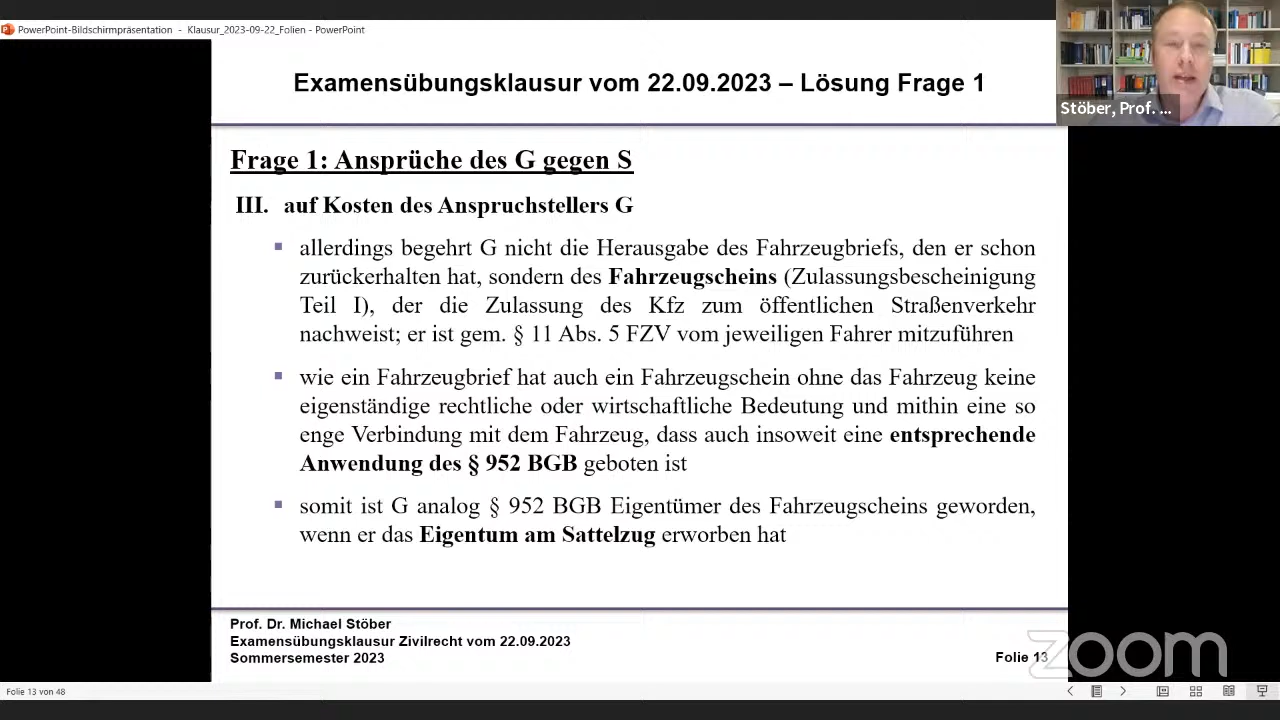 PowerPoint-Bildschirmpräsentation - Klausur_2023-09-22_Folien - PowerPoint
Stöber, Prof. ...
Examensübungsklausur vom 22.09.2023 – Lösung Frage 1
Frage 1: Ansprüche des G gegen S
III. auf Kosten des Anspruchstellers G
▪ allerdings begehrt G nicht die Herausgabe des Fahrzeugbriefs, den er schon
zurückerhalten hat, sondern des Fahrzeugscheins (Zulassungsbescheinigung
Teil I), der die Zulassung des Kfz zum öffentlichen Straßenverkehr
nachweist; er ist gem. § 11 Abs. 5 FZV vom jeweiligen Fahrer mitzuführen
▪ wie ein Fahrzeugbrief hat auch ein Fahrzeugschein ohne das Fahrzeug keine
eigenständige rechtliche oder wirtschaftliche Bedeutung und mithin eine so
enge Verbindung mit dem Fahrzeug, dass auch insoweit eine entsprechende
Anwendung des § 952 BGB geboten ist
▪ somit ist G analog § 952 BGB Eigentümer des Fahrzeugscheins geworden,
wenn er das Eigentum am Sattelzug erworben hat
Prof. Dr. Michael Stöber
Examensübungsklausur Zivilrecht vom 22.09.2023
Sommersemester 2023
Folie 13
zoom
Folie 13 von 48